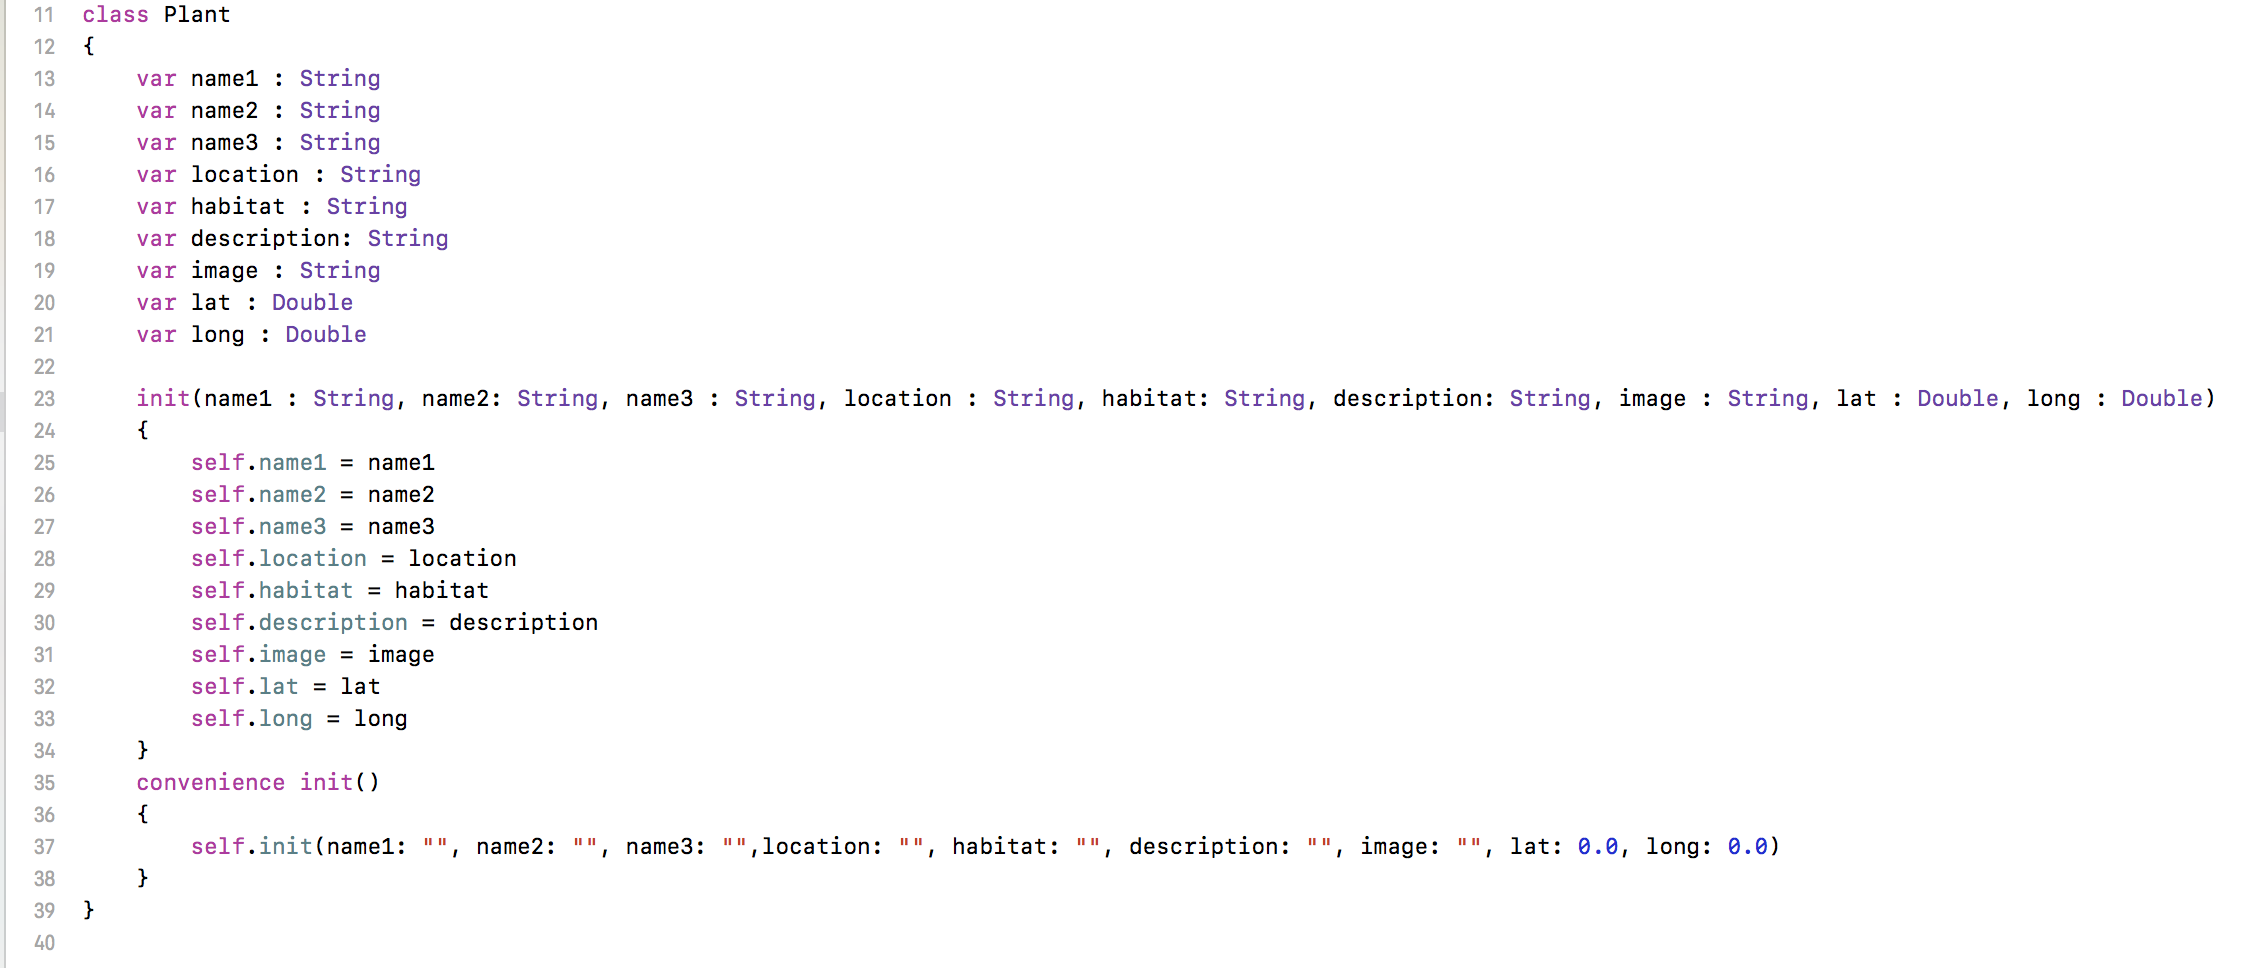 11 class Plant
12 {
13 var name1 : String
14 var name2 : String
15 var name3 : String
16 var location : String
17 var habitat : String
18 var description: String
19 var image : String
20 var lat : Double
21 var long : Double
22
23 init(name1 : String, name2: String, name3 : String, location : String, habitat: String, description: String, image : String, lat : Double, long : Double)
24 {
25 self.name1 = name1
26 self.name2 = name2
27 self.name3 = name3
28 self.location = location
29 self.habitat = habitat
30 self.description = description
31 self.image = image
32 self.lat = lat
33 self.long = long
34 }
35 convenience init()
36 {
37 self.init(name1: "", name2: "", name3: "",location: "", habitat: "", description: "", image: "", lat: 0.0, long: 0.0)
38 }
39 }
40